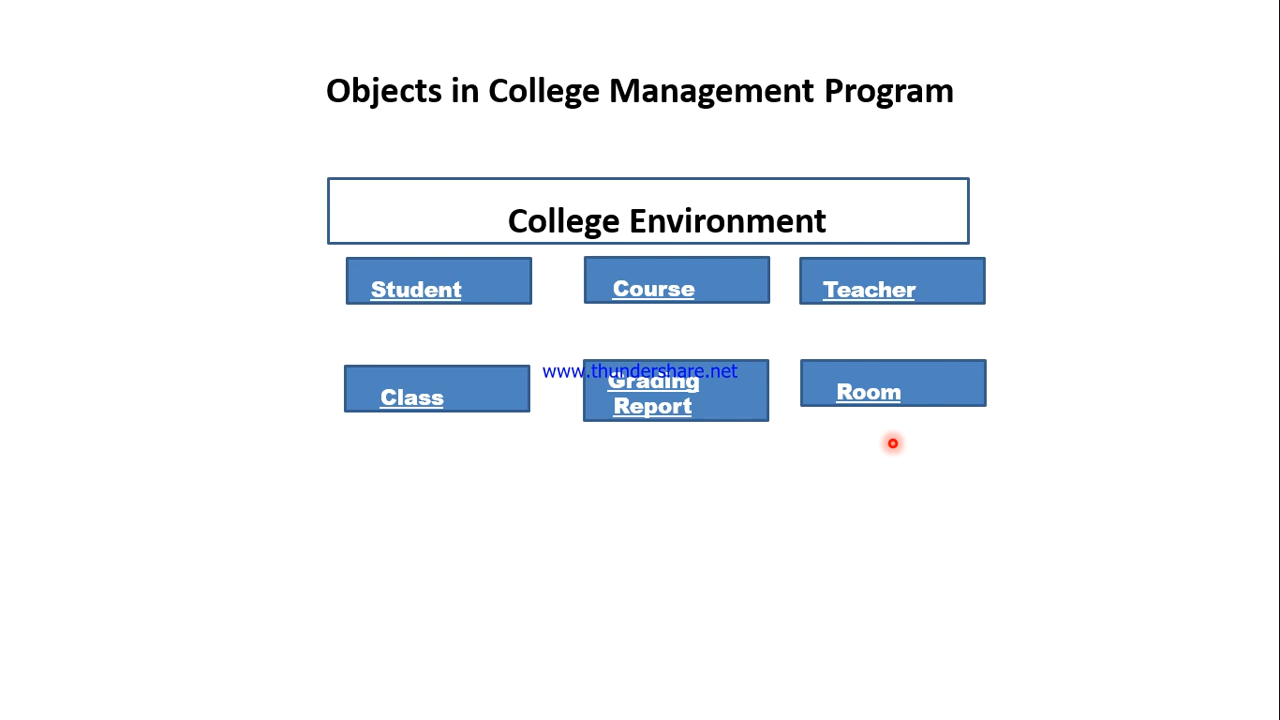 Objects in College Management Program
College Environment
Student
Course
Teacher
www.thundershare.net
Class
Grading
Report
Room